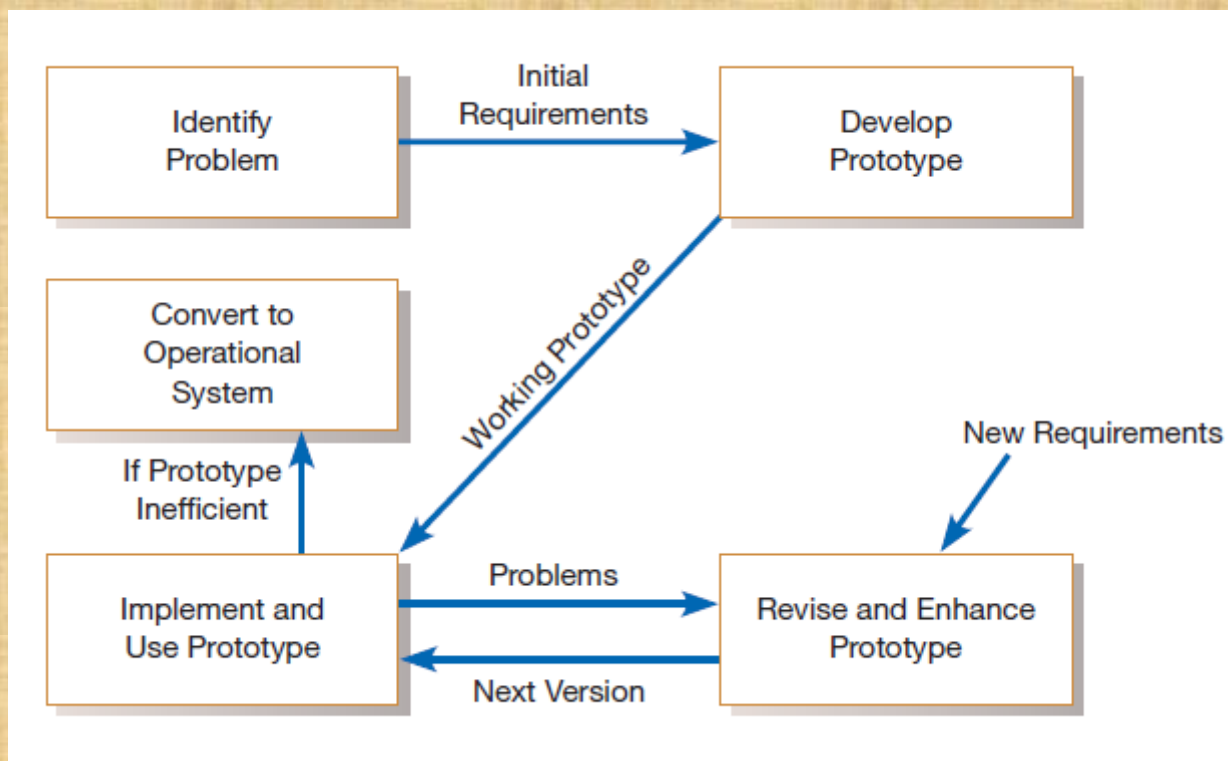 Identify
Problem
Initial
Requirements
Develop
Prototype
Convert to
Operational
System
Working Prototype
New Requirements
If Prototype
Inefficient
Implement and
Use Prototype
Problems
Next Version
Revise and Enhance
Prototype